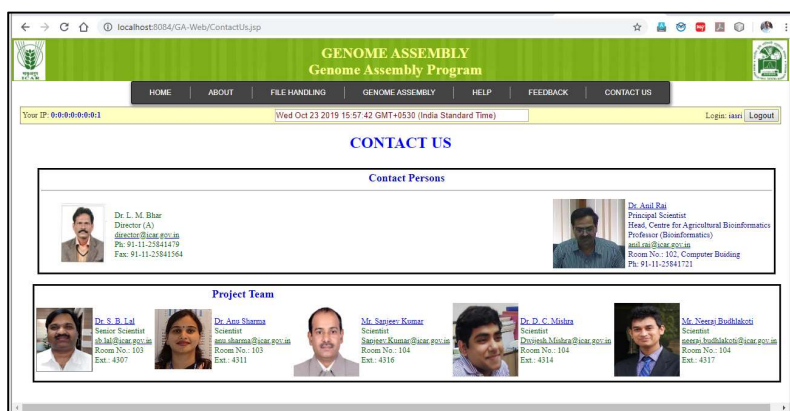 localhost:8084/GA-Web/ContactUs.jsp
GENOME ASSEMBLY
Genome Assembly Program
HOME ABOUT FILE HANDLING GENOME ASSEMBLY HELP FEEDBACK CONTACT US
Your IP: 0:0:0:0:0:0:0:1 Wed Oct 23 2019 15:57:42 GMT+0530 (India Standard Time) Login: iasri Logout
CONTACT US
Contact Persons
Dr. L. M. Bhar
Director (A)
director@icar.gov.in
Ph: 91-11-25841479
Fax: 91-11-25841564
Dr. Anil Rai
Principal Scientist
Head, Centre for Agricultural Bioinformatics
Professor (Bioinformatics)
anil.rai@icar.gov.in
Room No.: 102, Computer Buiding
Ph: 91-11-25841721
Project Team
Dr. S. B. Lal
Senior Scientist
sb.lal@icar.gov.in
Room No.: 103
Ext.: 4307
Dr. Anu Sharma
Scientist
anu.sharma@icar.gov.in
Room No.: 103
Ext.: 4311
Mr. Sanjeev Kumar
Scientist
Sanjeev.Kumar@icar.gov.in
Room No.: 104
Ext.: 4316
Dr. D. C. Mishra
Scientist
Dwijesh.Mishra@icar.gov.in
Room No.: 104
Ext.: 4314
Mr. Neeraj Budhlakoti
Scientist
neeraj.budhlakoti@icar.gov.in
Room No.: 104
Ext.: 4317